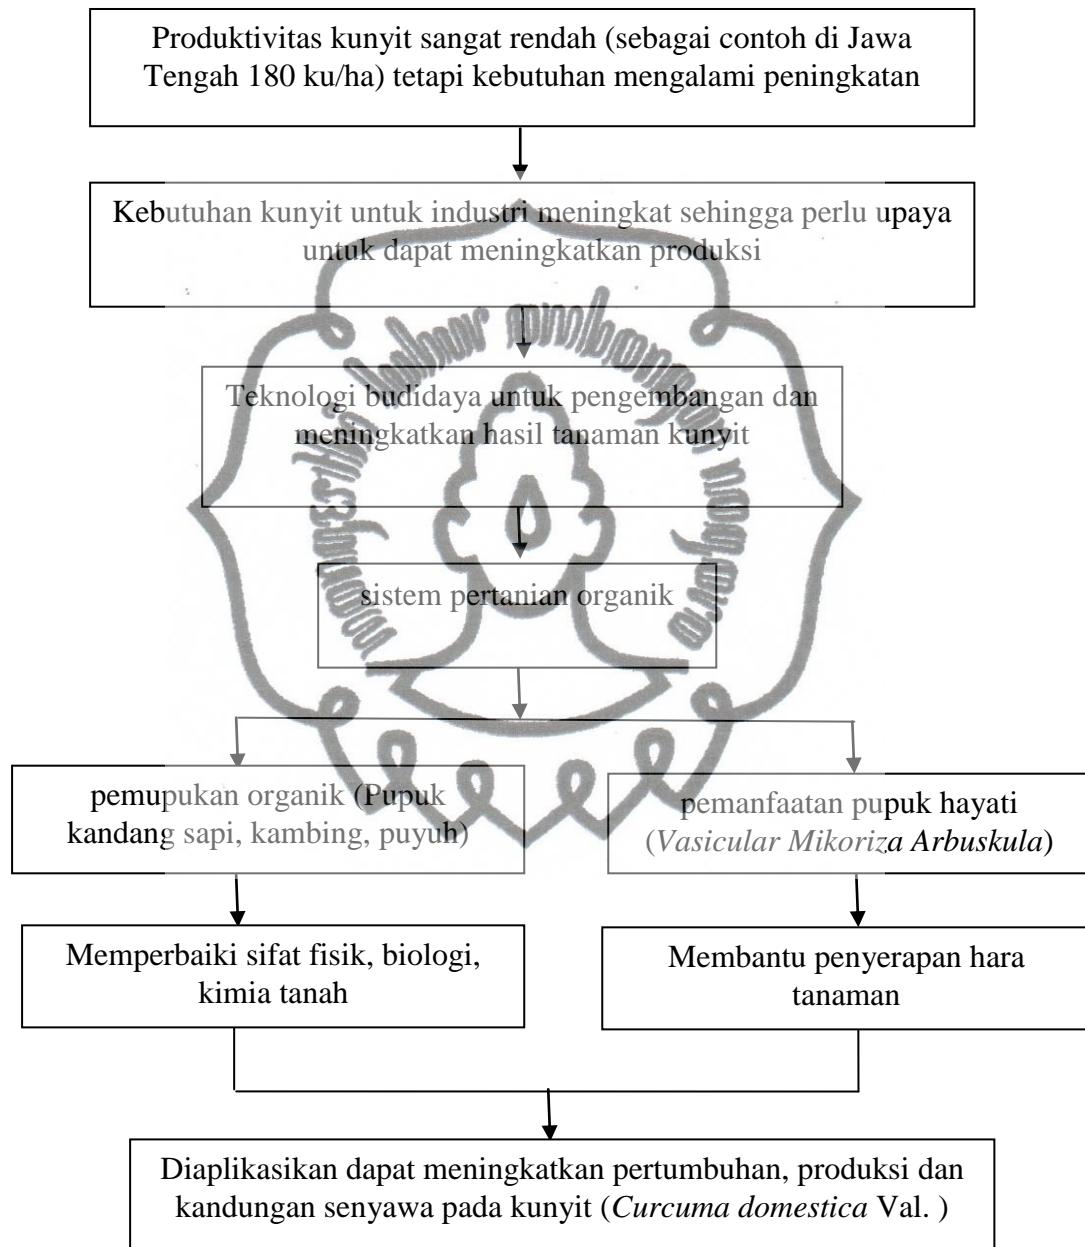 Produktivitas kunyit sangat rendah (sebagai contoh di Jawa
Tengah 180 ku/ha) tetapi kebutuhan mengalami peningkatan
Kebutuhan kunyit untuk industri meningkat sehingga perlu upaya
untuk dapat meningkatkan produksi
Teknologi budidaya untuk pengembangan dan
meningkatkan hasil tanaman kunyit
sistem pertanian organik
pemupukan organik (Pupuk
kandang sapi, kambing, puyuh)
pemanfaatan pupuk hayati
(Vasicular Mikoriza Arbuskula)
Memperbaiki sifat fisik, biologi,
kimia tanah
Membantu penyerapan hara
tanaman
Diaplikasikan dapat meningkatkan pertumbuhan, produksi dan
kandungan senyawa pada kunyit (Curcuma domestica Val. )